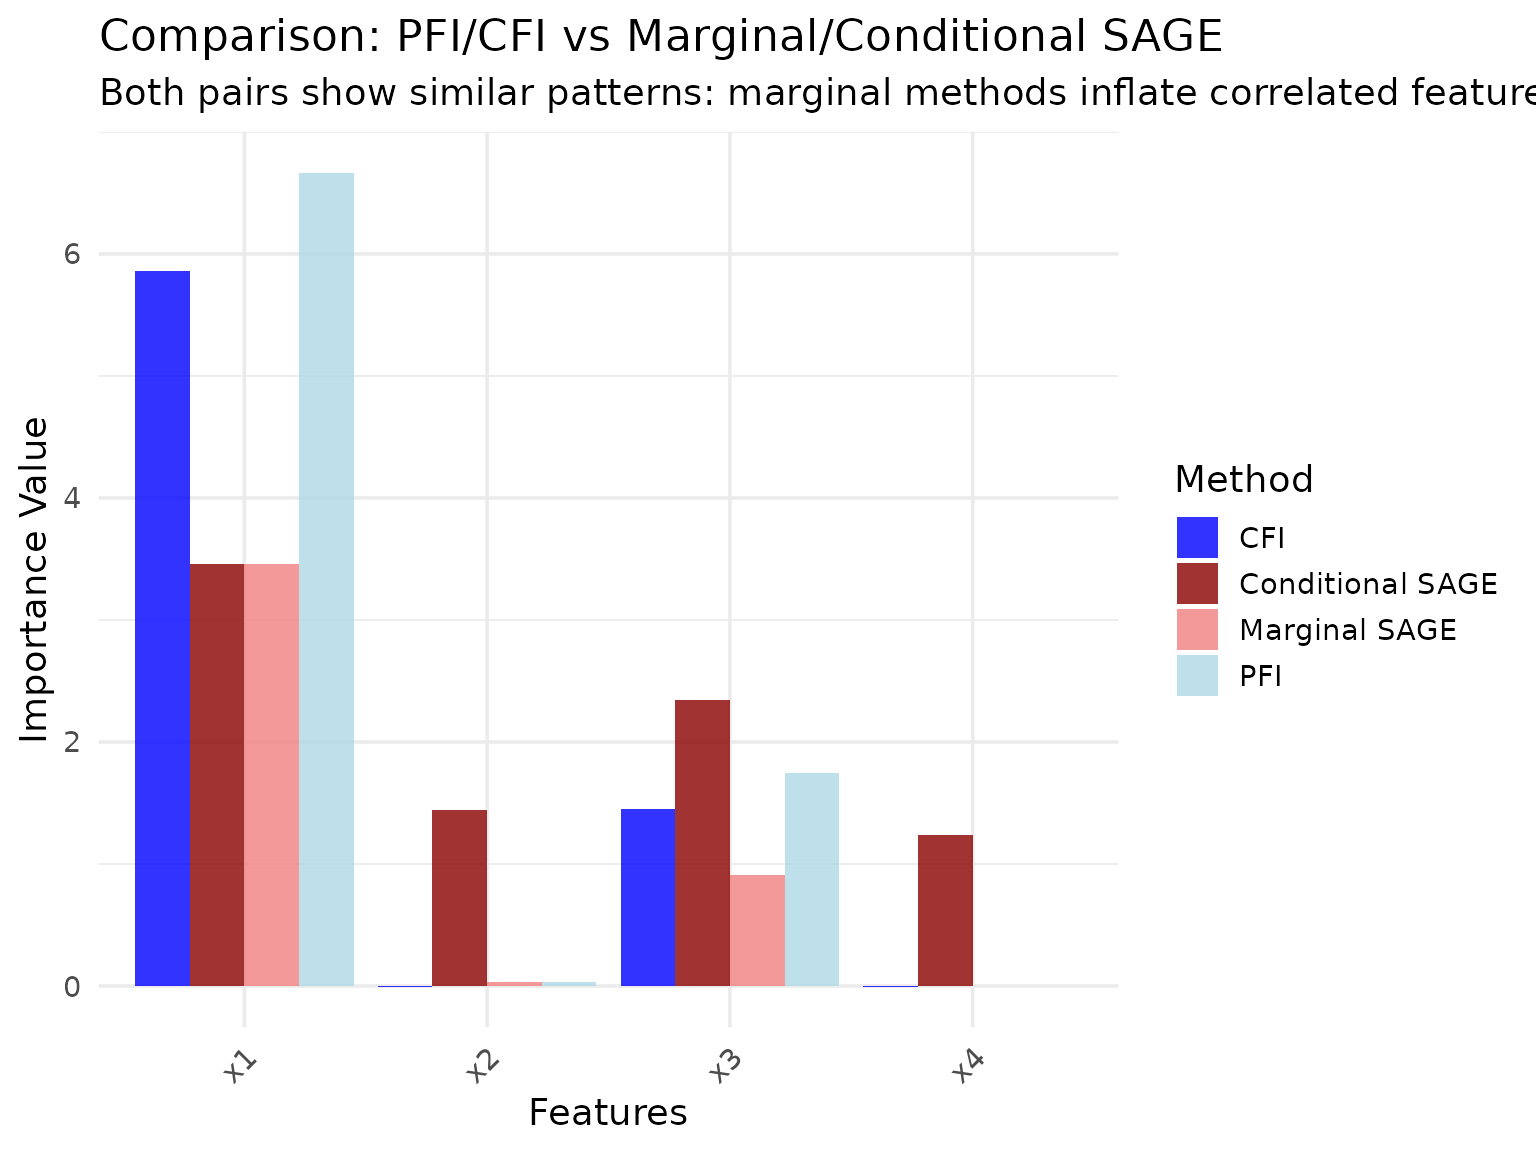 Comparison: PFI/CFI vs Marginal/Conditional SAGE
Both pairs show similar patterns: marginal methods inflate correlated feature
Importance Value
6
4
2
0
x1
x2
x3
x4
Features
Method
CFI
Conditional SAGE
Marginal SAGE
PFI